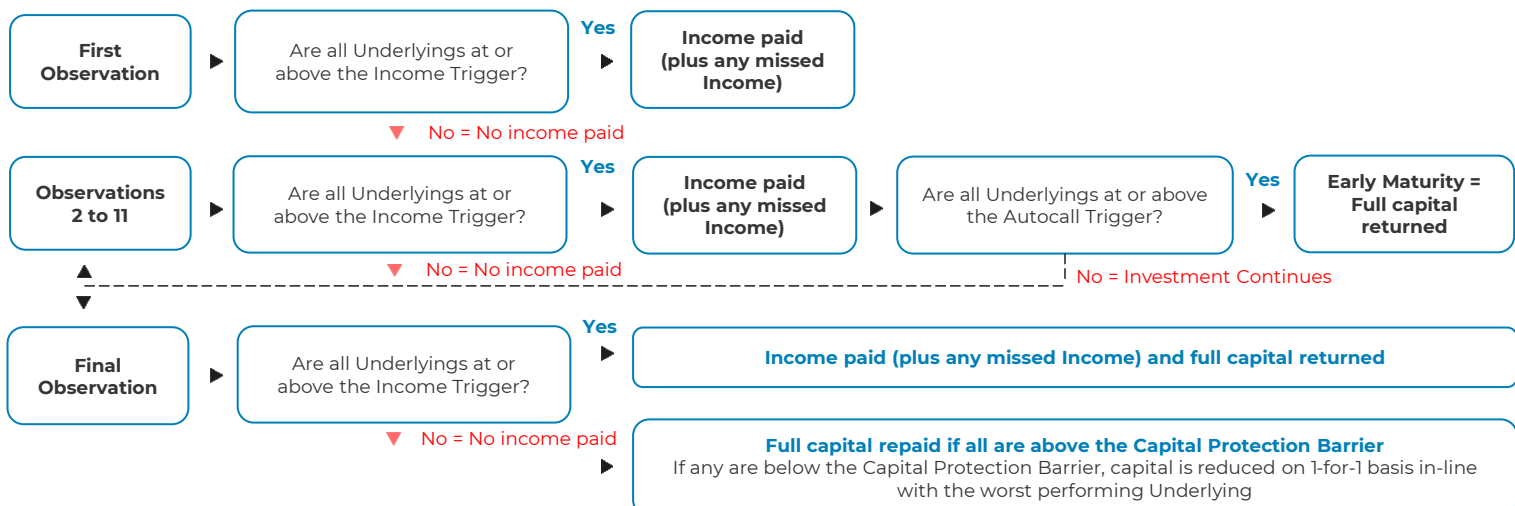 First
Observation
Are all Underlyings at or
above the Income Trigger?
Yes
Income paid
(plus any missed
Income)
No = No income paid
Observations
2 to 11
Are all Underlyings at or
above the Income Trigger?
Yes
Income paid
(plus any missed
Income)
Are all Underlyings at or above
the Autocall Trigger?
Yes
Early Maturity =
Full capital
returned
No = No income paid
No = Investment Continues
Final
Observation
Are all Underlyings at or
above the Income Trigger?
Yes
Income paid (plus any missed Income) and full capital returned
No = No income paid
Full capital repaid if all are above the Capital Protection Barrier
If any are below the Capital Protection Barrier, capital is reduced on 1-for-1 basis in-line
with the worst performing Underlying